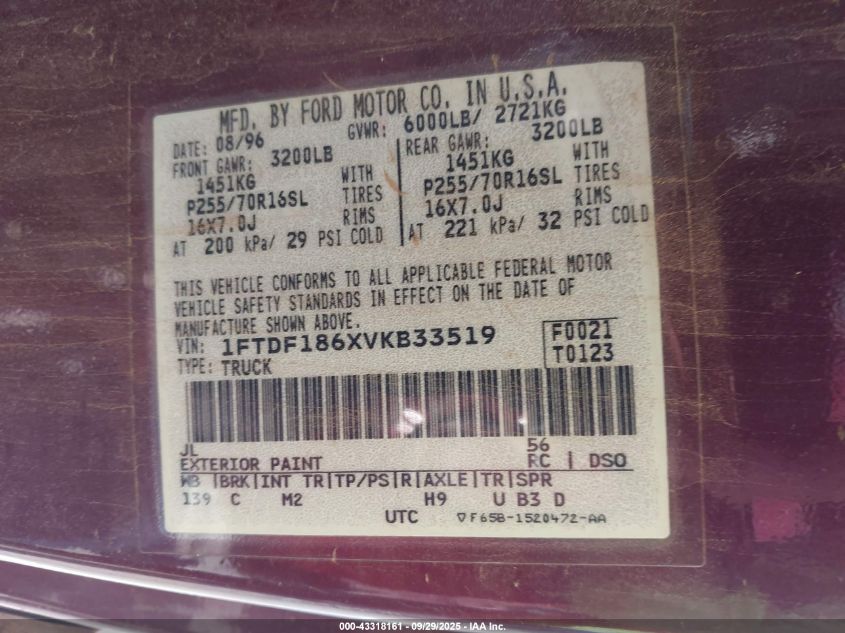 MFD. BY FORD MOTOR CO. IN U.S.A.
DATE: 08/96 GVWR: 6000LB/ 2721KG
FRONT GAWR: 3200LB REAR GAWR: 3200LB
1451KG WITH 1451KG WITH
P255/70R16SL TIRES P255/70R16SL TIRES
16X7.0J RIMS 16X7.0J RIMS
AT 200 kPa/ 29 PSI COLD AT 221 kPa/ 32 PSI COLD
THIS VEHICLE CONFORMS TO ALL APPLICABLE FEDERAL MOTOR
VEHICLE SAFETY STANDARDS IN EFFECT ON THE DATE OF
MANUFACTURE SHOWN ABOVE.
VIN: 1FTDF186XVKB33519 F0021
TYPE: TRUCK T0123
JL 56
EXTERIOR PAINT RC | DSO
WB |BRK|INT TR|TP/PS|R|AXLE|TR|SPR
139 C M2 H9 U B3 D
UTC ▽F65B-1520472-AA
000-43318161 - 09/29/2025 - IAA Inc.